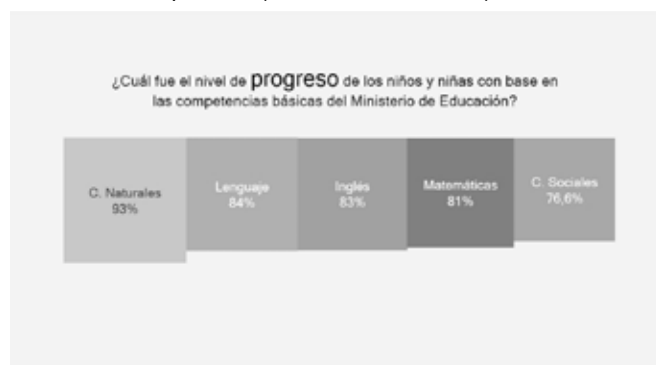 ¿Cuál fue el nivel de progreso de los niños y niñas con base en
las competencias básicas del Ministerio de Educación?
C. Naturales
93%
Lenguaje
84%
Inglés
83%
Matemáticas
81%
C. Sociales
76,6%